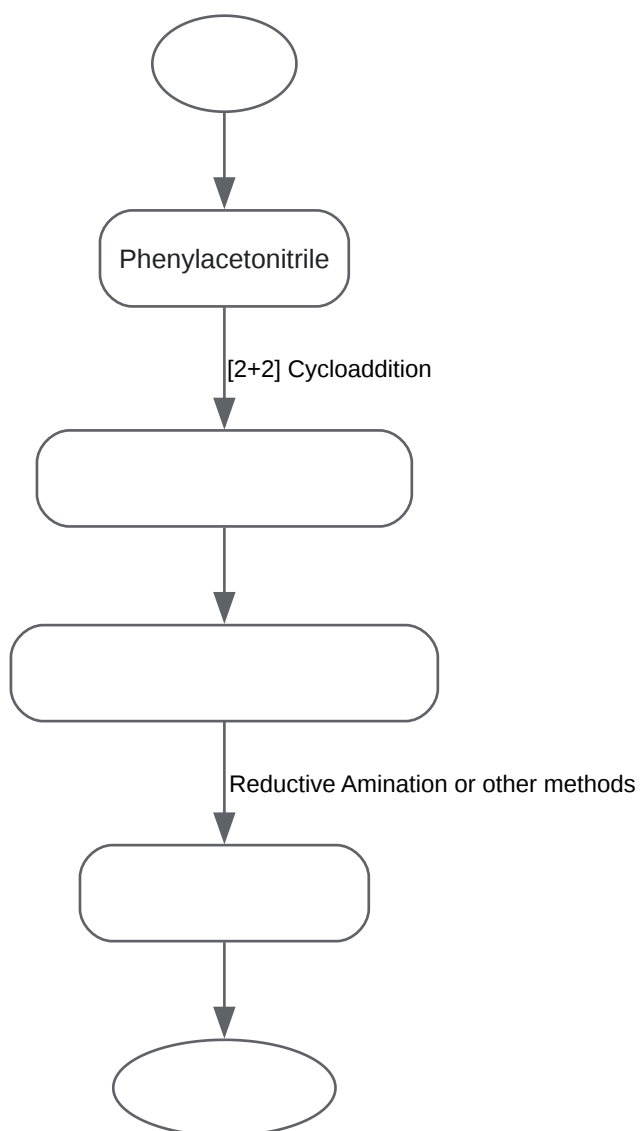 Phenylacetonitrile
[2+2] Cycloaddition
Reductive Amination or other methods